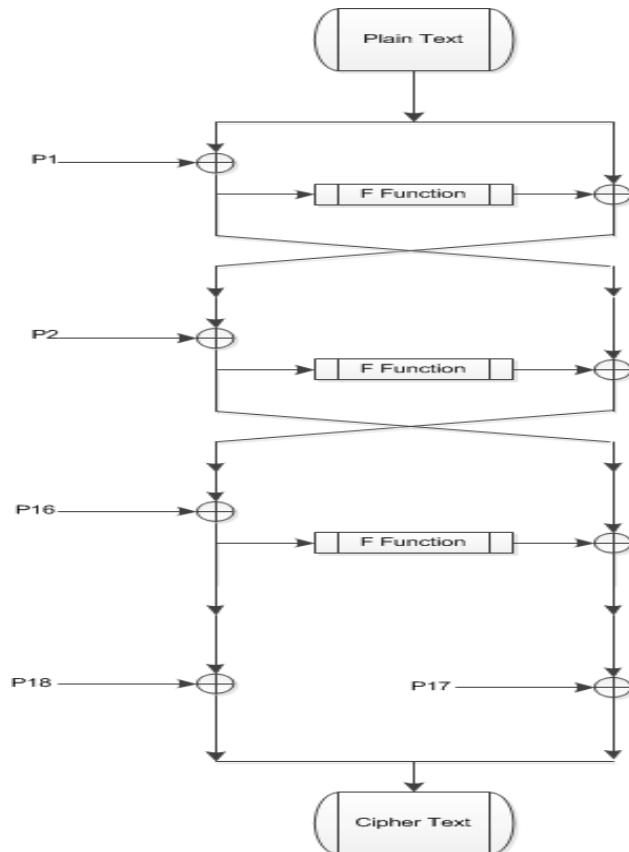 Plain Text
P1
F Function
P2
F Function
P16
F Function
P18
P17
Cipher Text